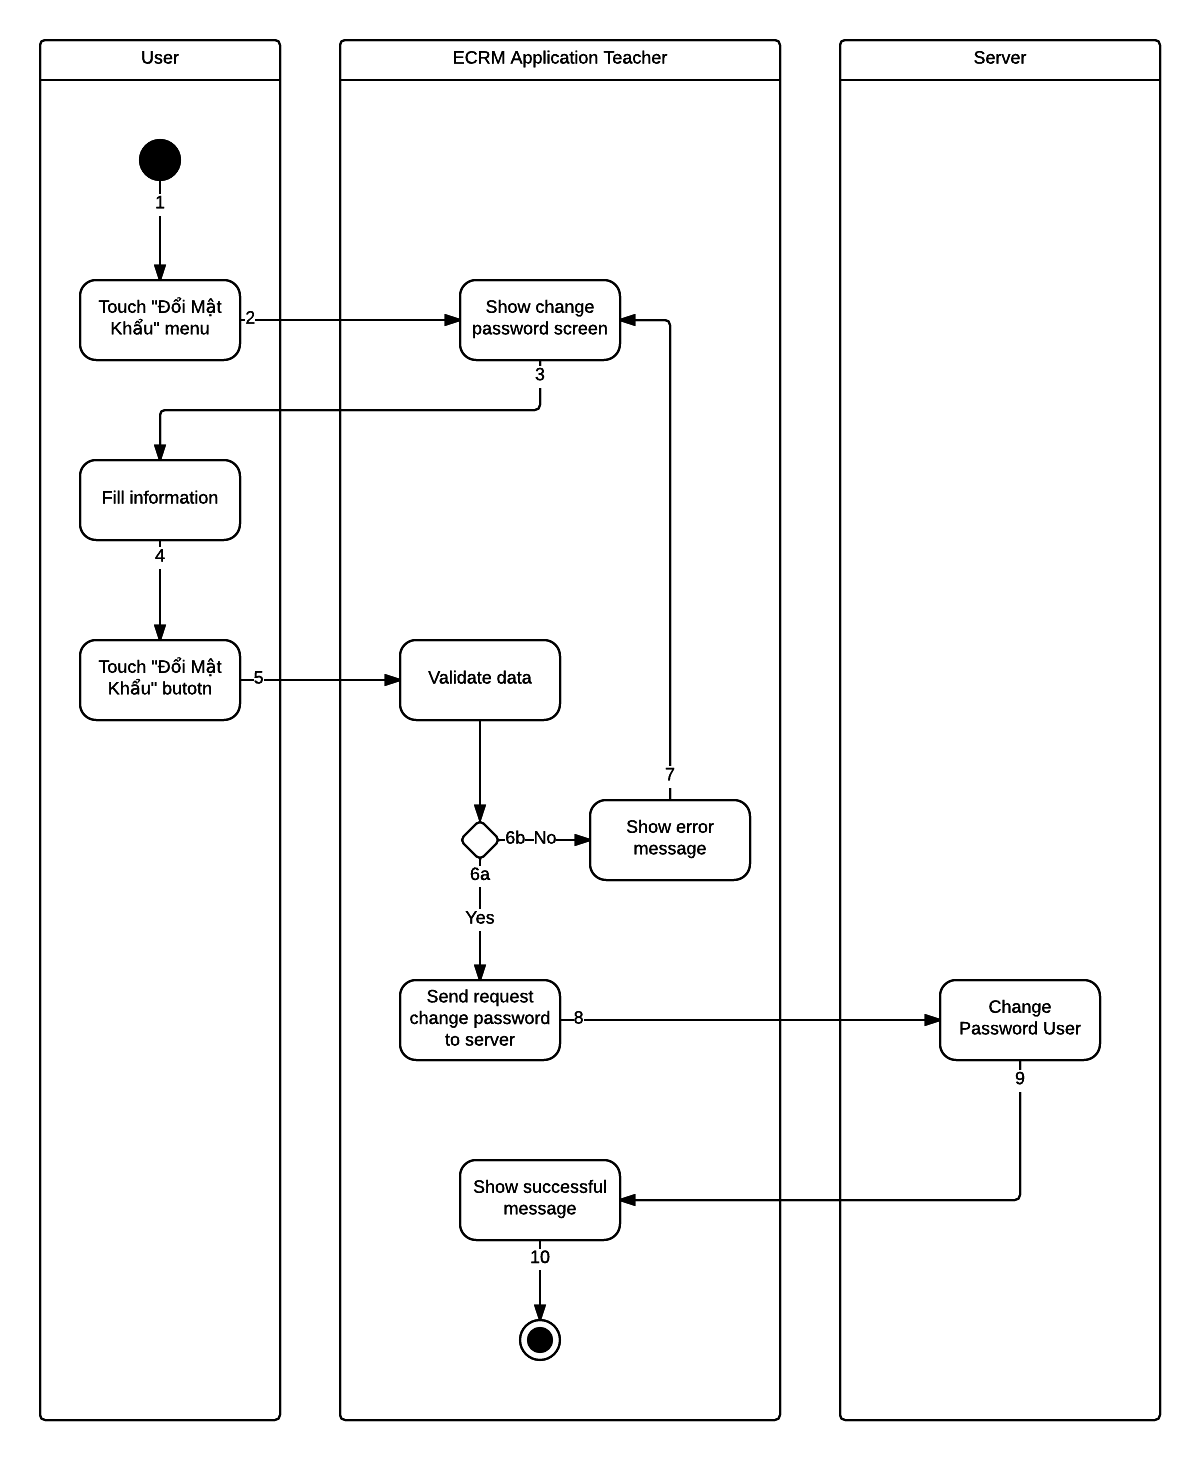 User
ECRM Application Teacher
Server
1
Touch "Đổi Mật
Khẩu" menu
2
Show change
password screen
3
Fill information
4
Touch "Đổi Mật
Khẩu" butotn
5
Validate data
7
6b
No
Show error
message
6a
Yes
Send request
change password
to server
8
Change
Password User
9
Show successful
message
10